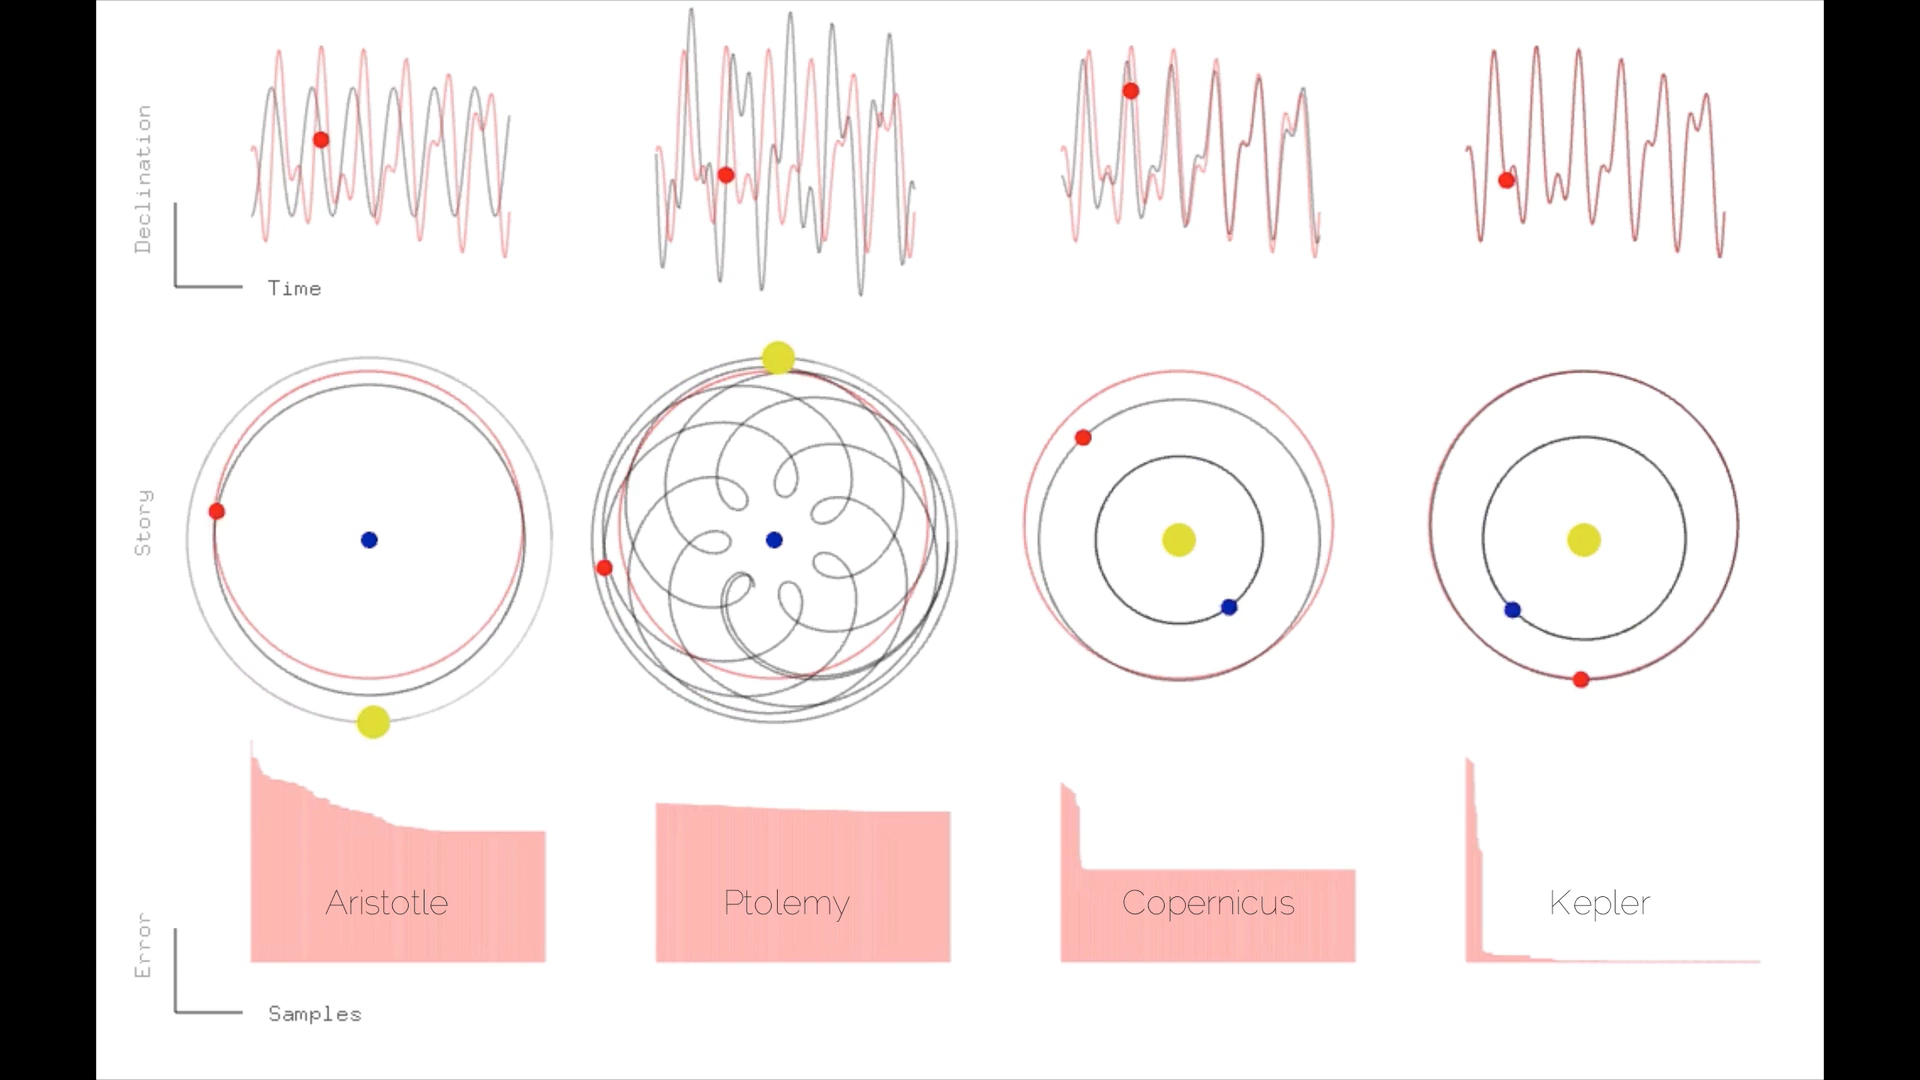 Declination
Time
Story
Aristotle
Ptolemy
Copernicus
Kepler
Error
Samples